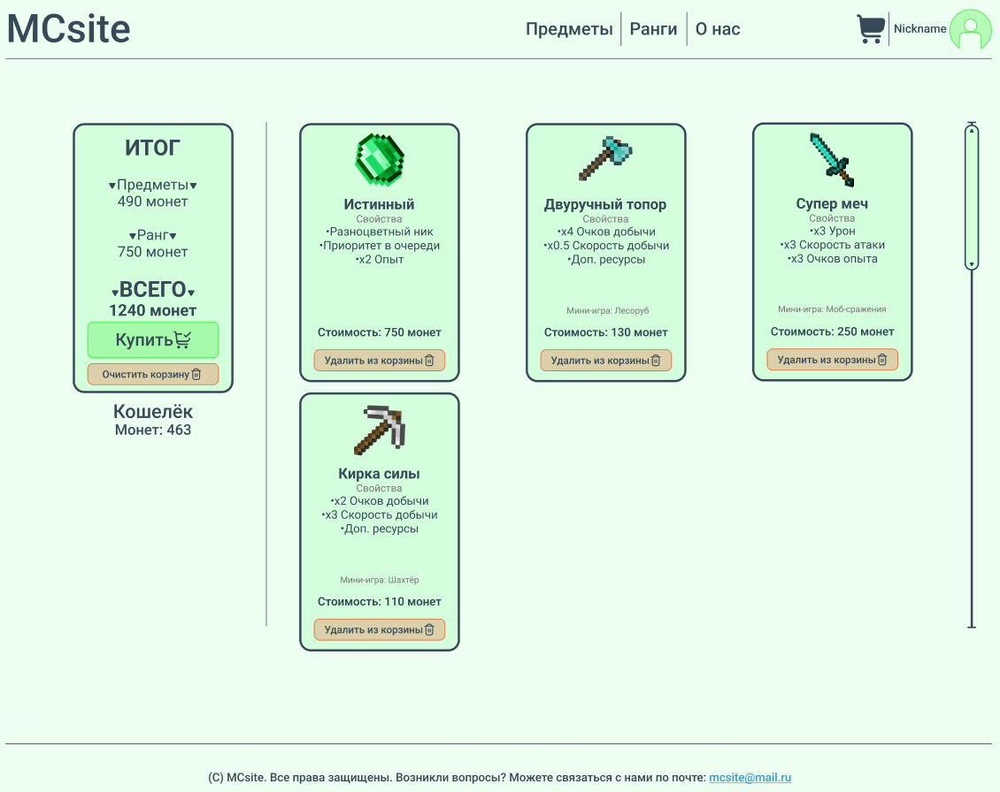 MCsite
Предметы
Ранги
О нас
Nickname
ИТОГ
▾Предметы▾
490 монет
▾Ранг▾
750 монет
▾ВСЕГО▾
1240 монет
Купить
Очистить корзину
Кошелёк
Монет: 463
Истинный
Свойства
•Разноцветный ник
•Приоритет в очереди
•x2 Опыт
Стоимость: 750 монет
Удалить из корзины
Двуручный топор
Свойства
•x4 Очков добычи
•x0.5 Скорость добычи
•Доп. ресурсы
Мини-игра: Лесоруб
Стоимость: 130 монет
Удалить из корзины
Супер меч
Свойства
•x3 Урон
•x3 Скорость атаки
•x3 Очков опыта
Мини-игра: Моб-сражения
Стоимость: 250 монет
Удалить из корзины
Кирка силы
Свойства
•x2 Очков добычи
•x3 Скорость добычи
•Доп. ресурсы
Мини-игра: Шахтёр
Стоимость: 110 монет
Удалить из корзины
(C) MCsite. Все права защищены. Возникли вопросы? Можете связаться с нами по почте: mcsite@mail.ru